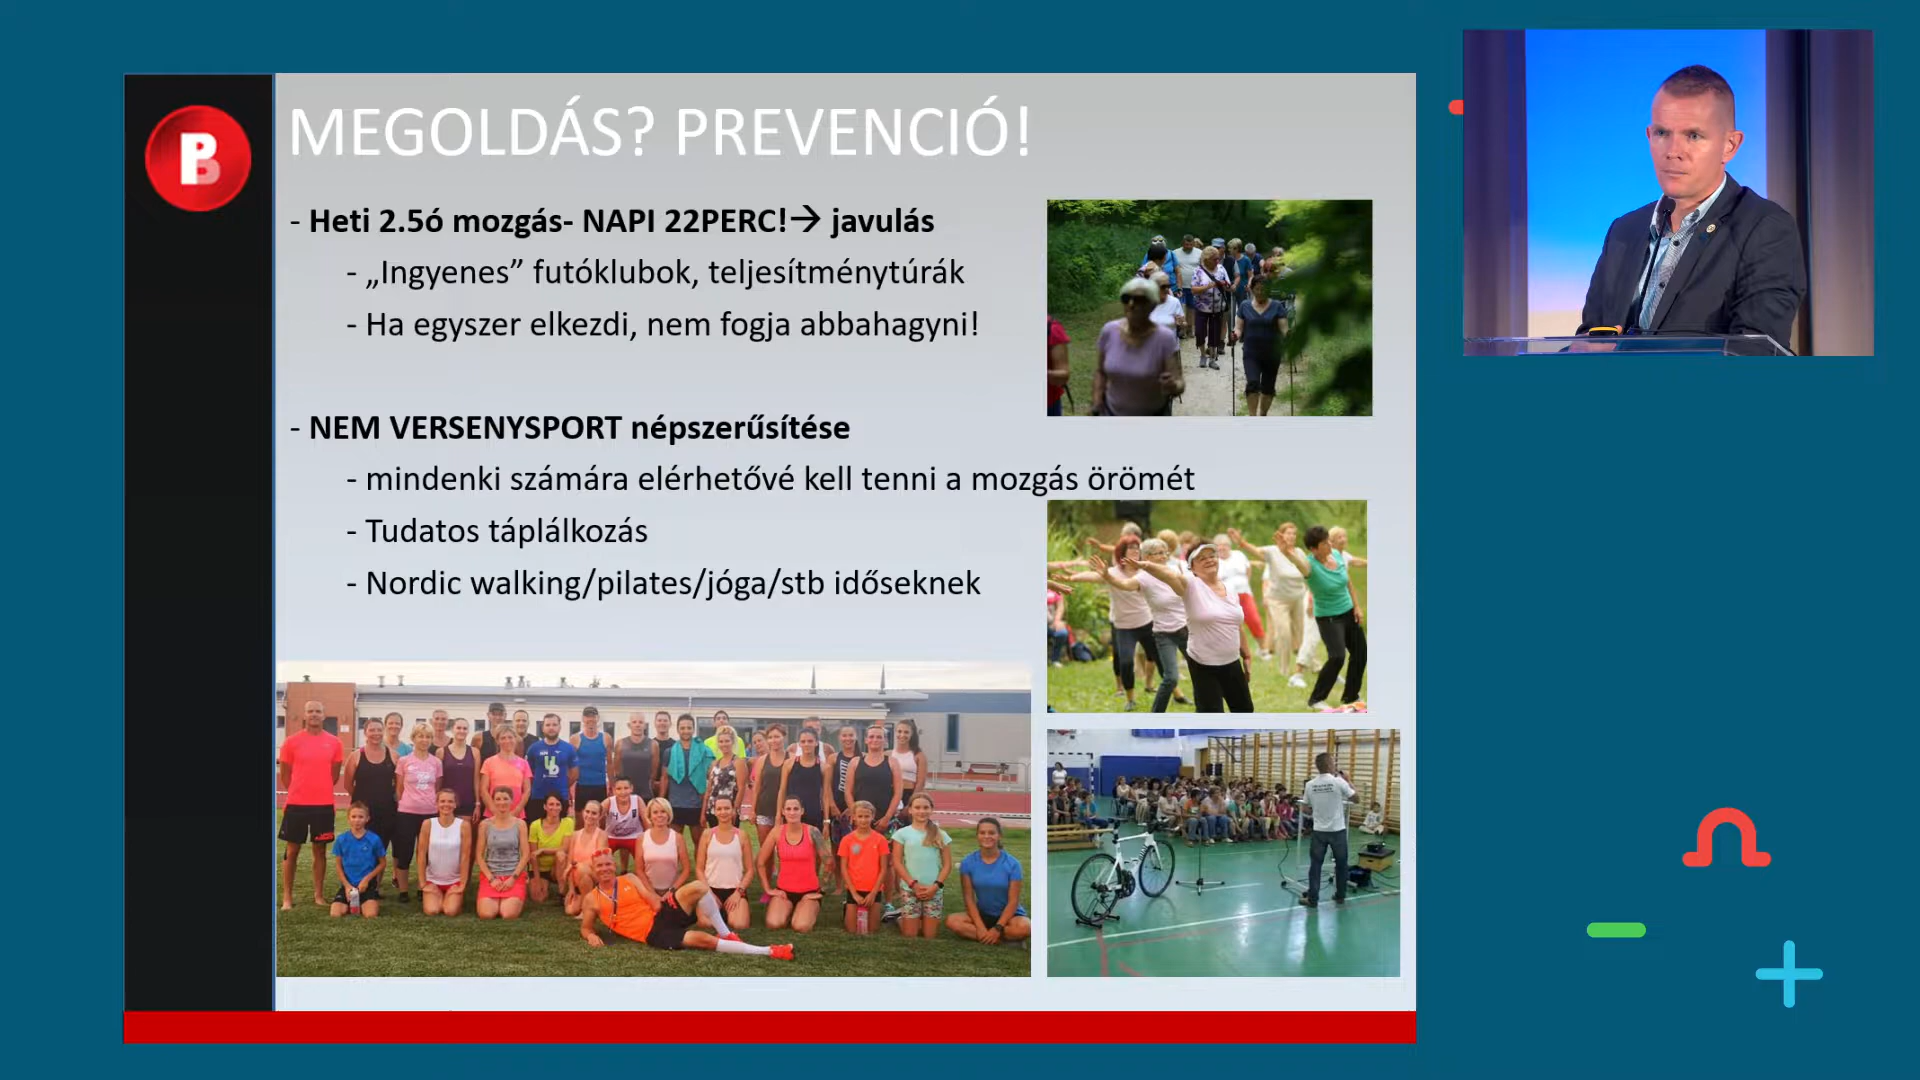 PB
MEGOLDÁS? PREVENCIÓ!
- Heti 2.5ó mozgás- NAPI 22PERC!→ javulás
- „Ingyenes” futóklubok, teljesítménytúrák
- Ha egyszer elkezdi, nem fogja abbahagyni!
- NEM VERSENYSPORT népszerűsítése
- mindenki számára elérhetővé kell tenni a mozgás örömét
- Tudatos táplálkozás
- Nordic walking/pilates/jóga/stb időseknek